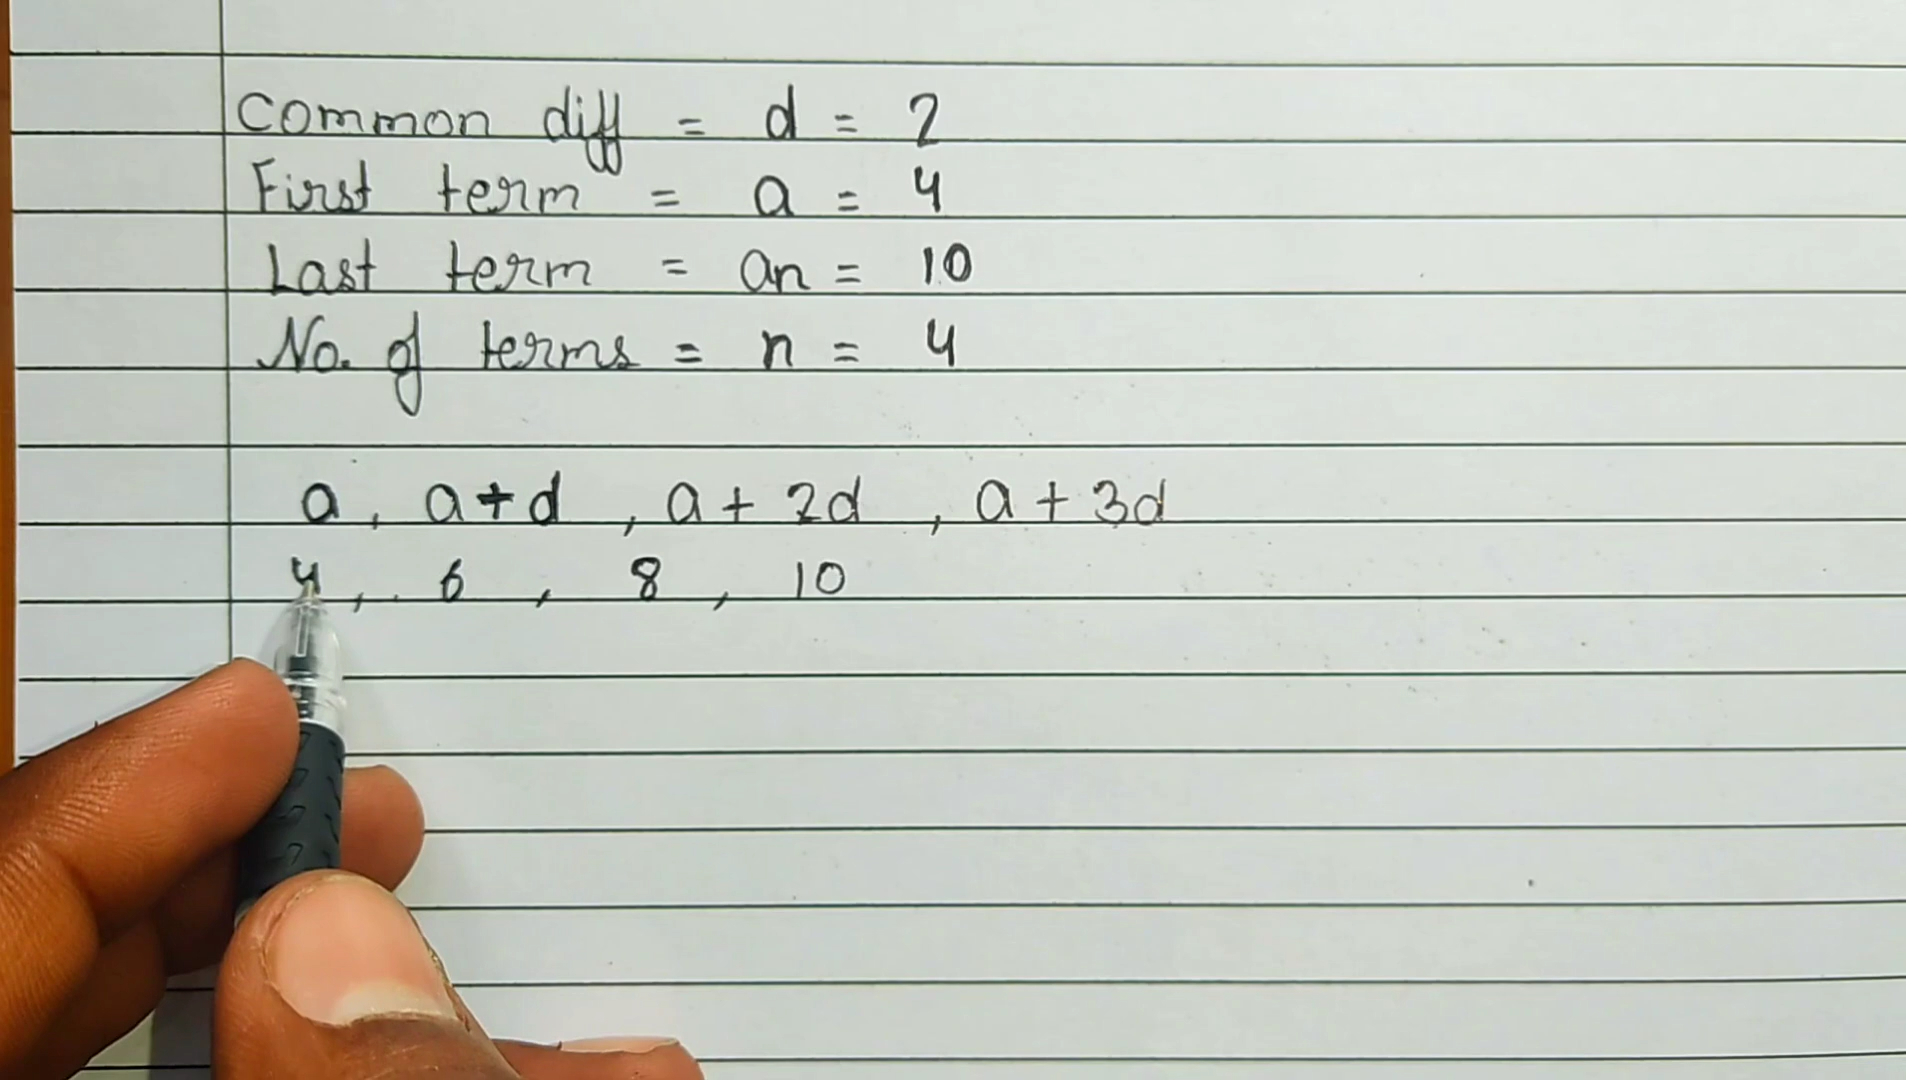 Common diff = d = 2
First term = a = 4
Last term = an = 10
No. of terms = n = 4
a, a+d, a + 2d, a + 3d
4, 6, 8, 10